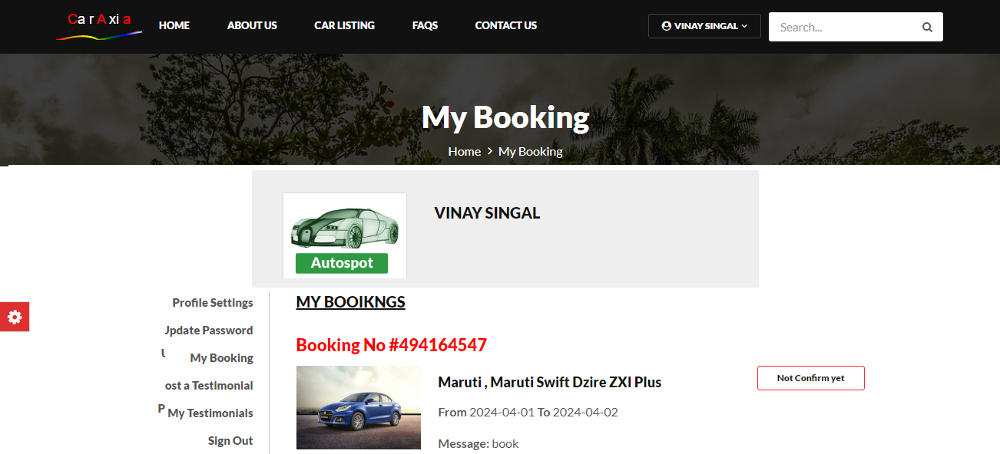 Car Axia
HOME ABOUT US CAR LISTING FAQS CONTACT US VINAY SINGAL Search...
My Booking
Home > My Booking
VINAY SINGAL
Autospot
MY BOOIKNGS
Profile Settings
Update Password
My Booking
Post a Testimonial
My Testimonials
Sign Out
Booking No #494164547
Maruti , Maruti Swift Dzire ZXI Plus
Not Confirm yet
From 2024-04-01 To 2024-04-02
Message: book